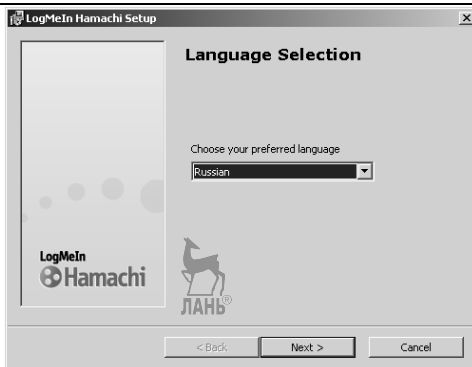 LogMeIn Hamachi Setup
Language Selection
Choose your preferred language
Russian
LogMeIn
Hamachi
ЛАНЬ®
< Back
Next >
Cancel